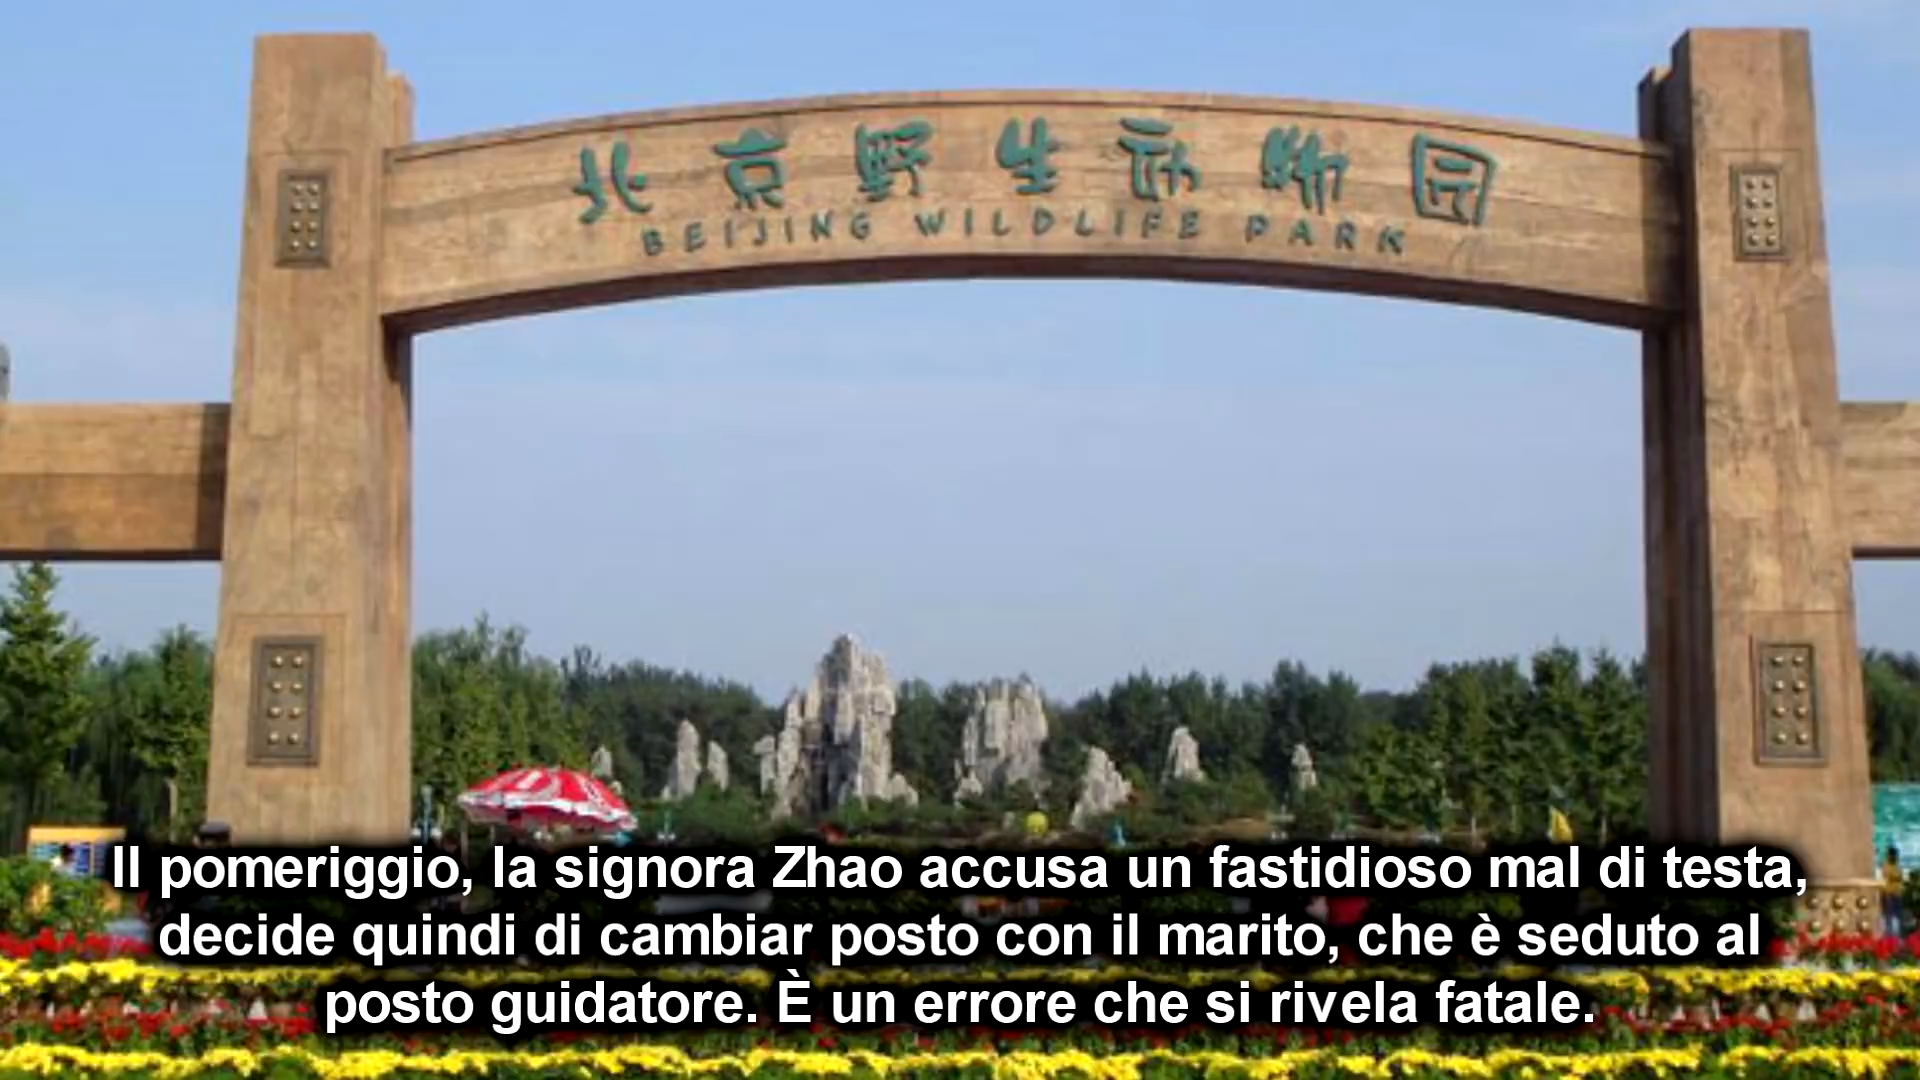 北京野生动物园
BEIJING WILDLIFE PARK
Il pomeriggio, la signora Zhao accusa un fastidioso mal di testa,
decide quindi di cambiar posto con il marito, che è seduto al
posto guidatore. È un errore che si rivela fatale.